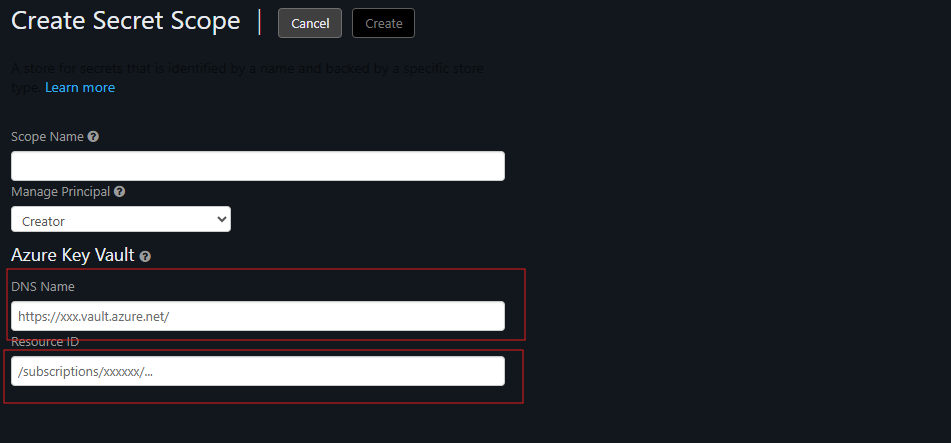 Create Secret Scope | Cancel Create
A store for secrets that is identified by a name and backed by a specific store
type. Learn more
Scope Name
Manage Principal
Creator
Azure Key Vault
DNS Name
https://xxx.vault.azure.net/
Resource ID
/subscriptions/xxxxxx/...